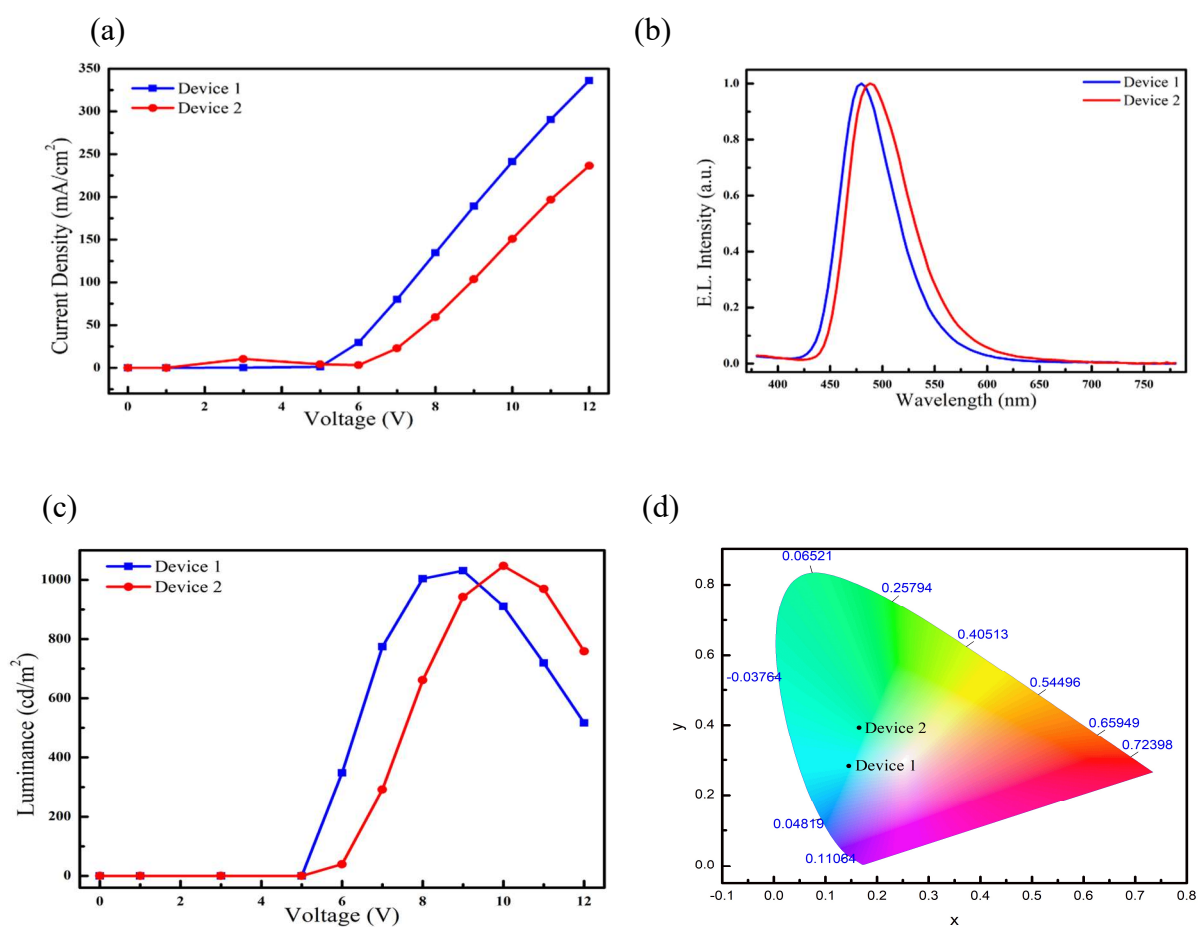 (a)
350
300
250
200
150
100
50
0
Current Density (mA/cm²)
Device 1
Device 2
0 2 4 6 8 10 12
Voltage (V)
(b)
1.0
0.8
0.6
0.4
0.2
0.0
E.L. Intensity (a.u.)
Device 1
Device 2
400 450 500 550 600 650 700 750
Wavelength (nm)
(c)
1000
800
600
400
200
0
Luminance (cd/m²)
Device 1
Device 2
0 2 4 6 8 10 12
Voltage (V)
(d)
0.8
0.6
0.4
0.2
0.0
y
0.06521
0.25794
0.40513
0.54496
0.65949
0.72398
-0.03764
0.04819
0.11064
Device 2
Device 1
-0.1 0.0 0.1 0.2 0.3 0.4 0.5 0.6 0.7 0.8
x